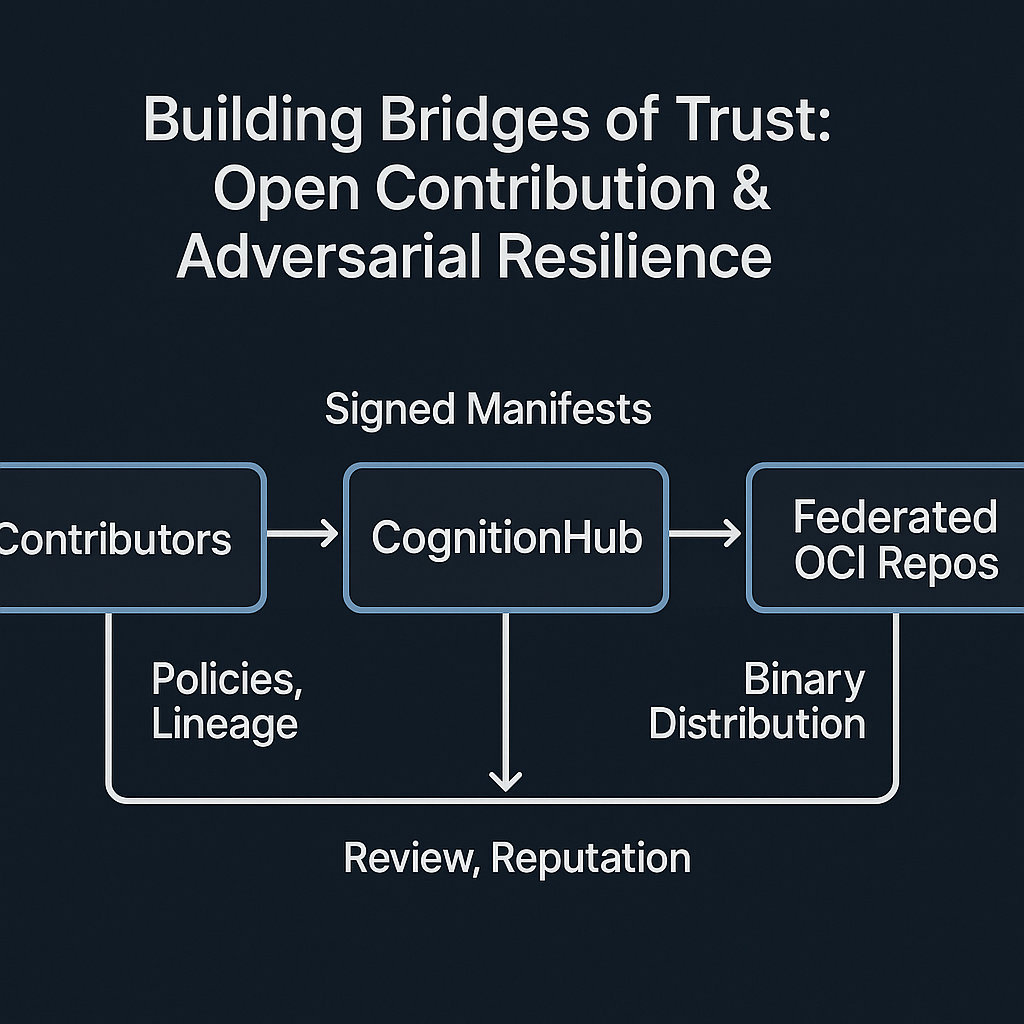 Building Bridges of Trust:
Open Contribution &
Adversarial Resilience
Signed Manifests
Contributors
CognitionHub
Federated
OCI Repos
Policies,
Lineage
Binary
Distribution
Review, Reputation